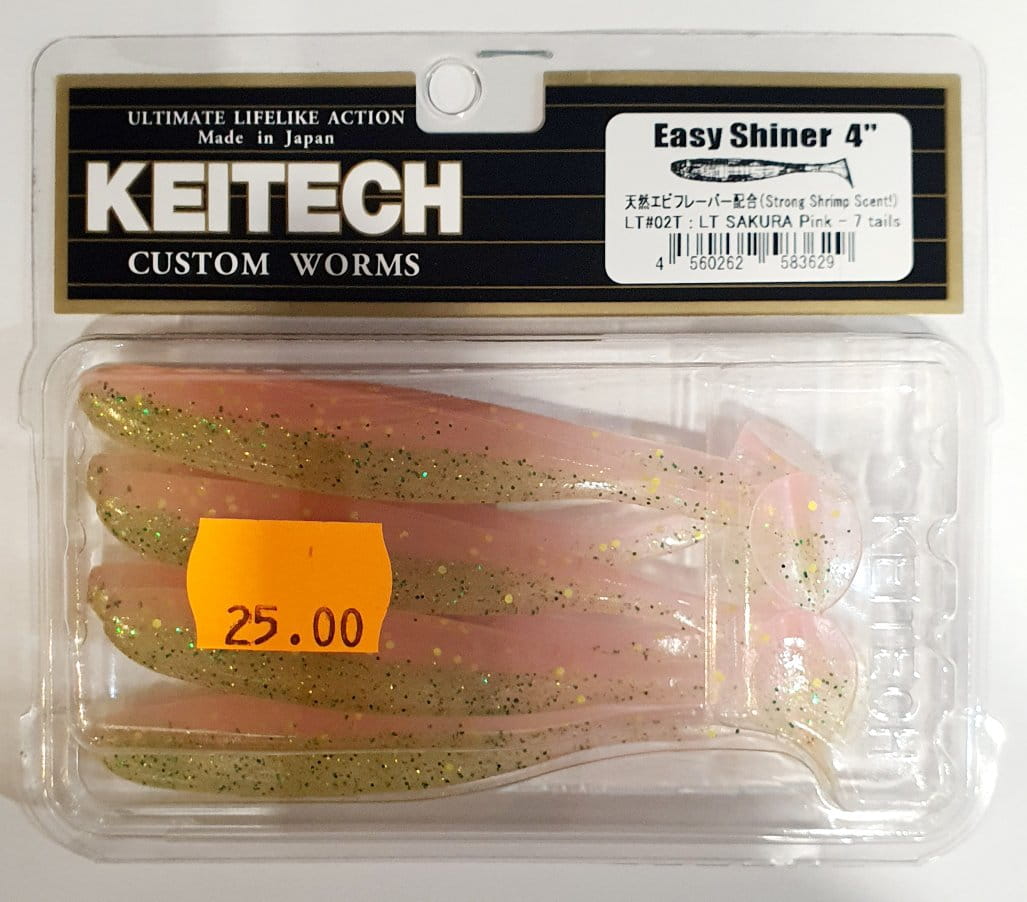 ULTIMATE LIFELIKE ACTION
Made in Japan
KEITECH
CUSTOM WORMS
Easy Shiner 4”
天然エビフレーバー配合(Strong Shrimp Scent!)
LT#02T : LT SAKURA Pink - 7 tails
4 560262 583629
25.00
KEITECH